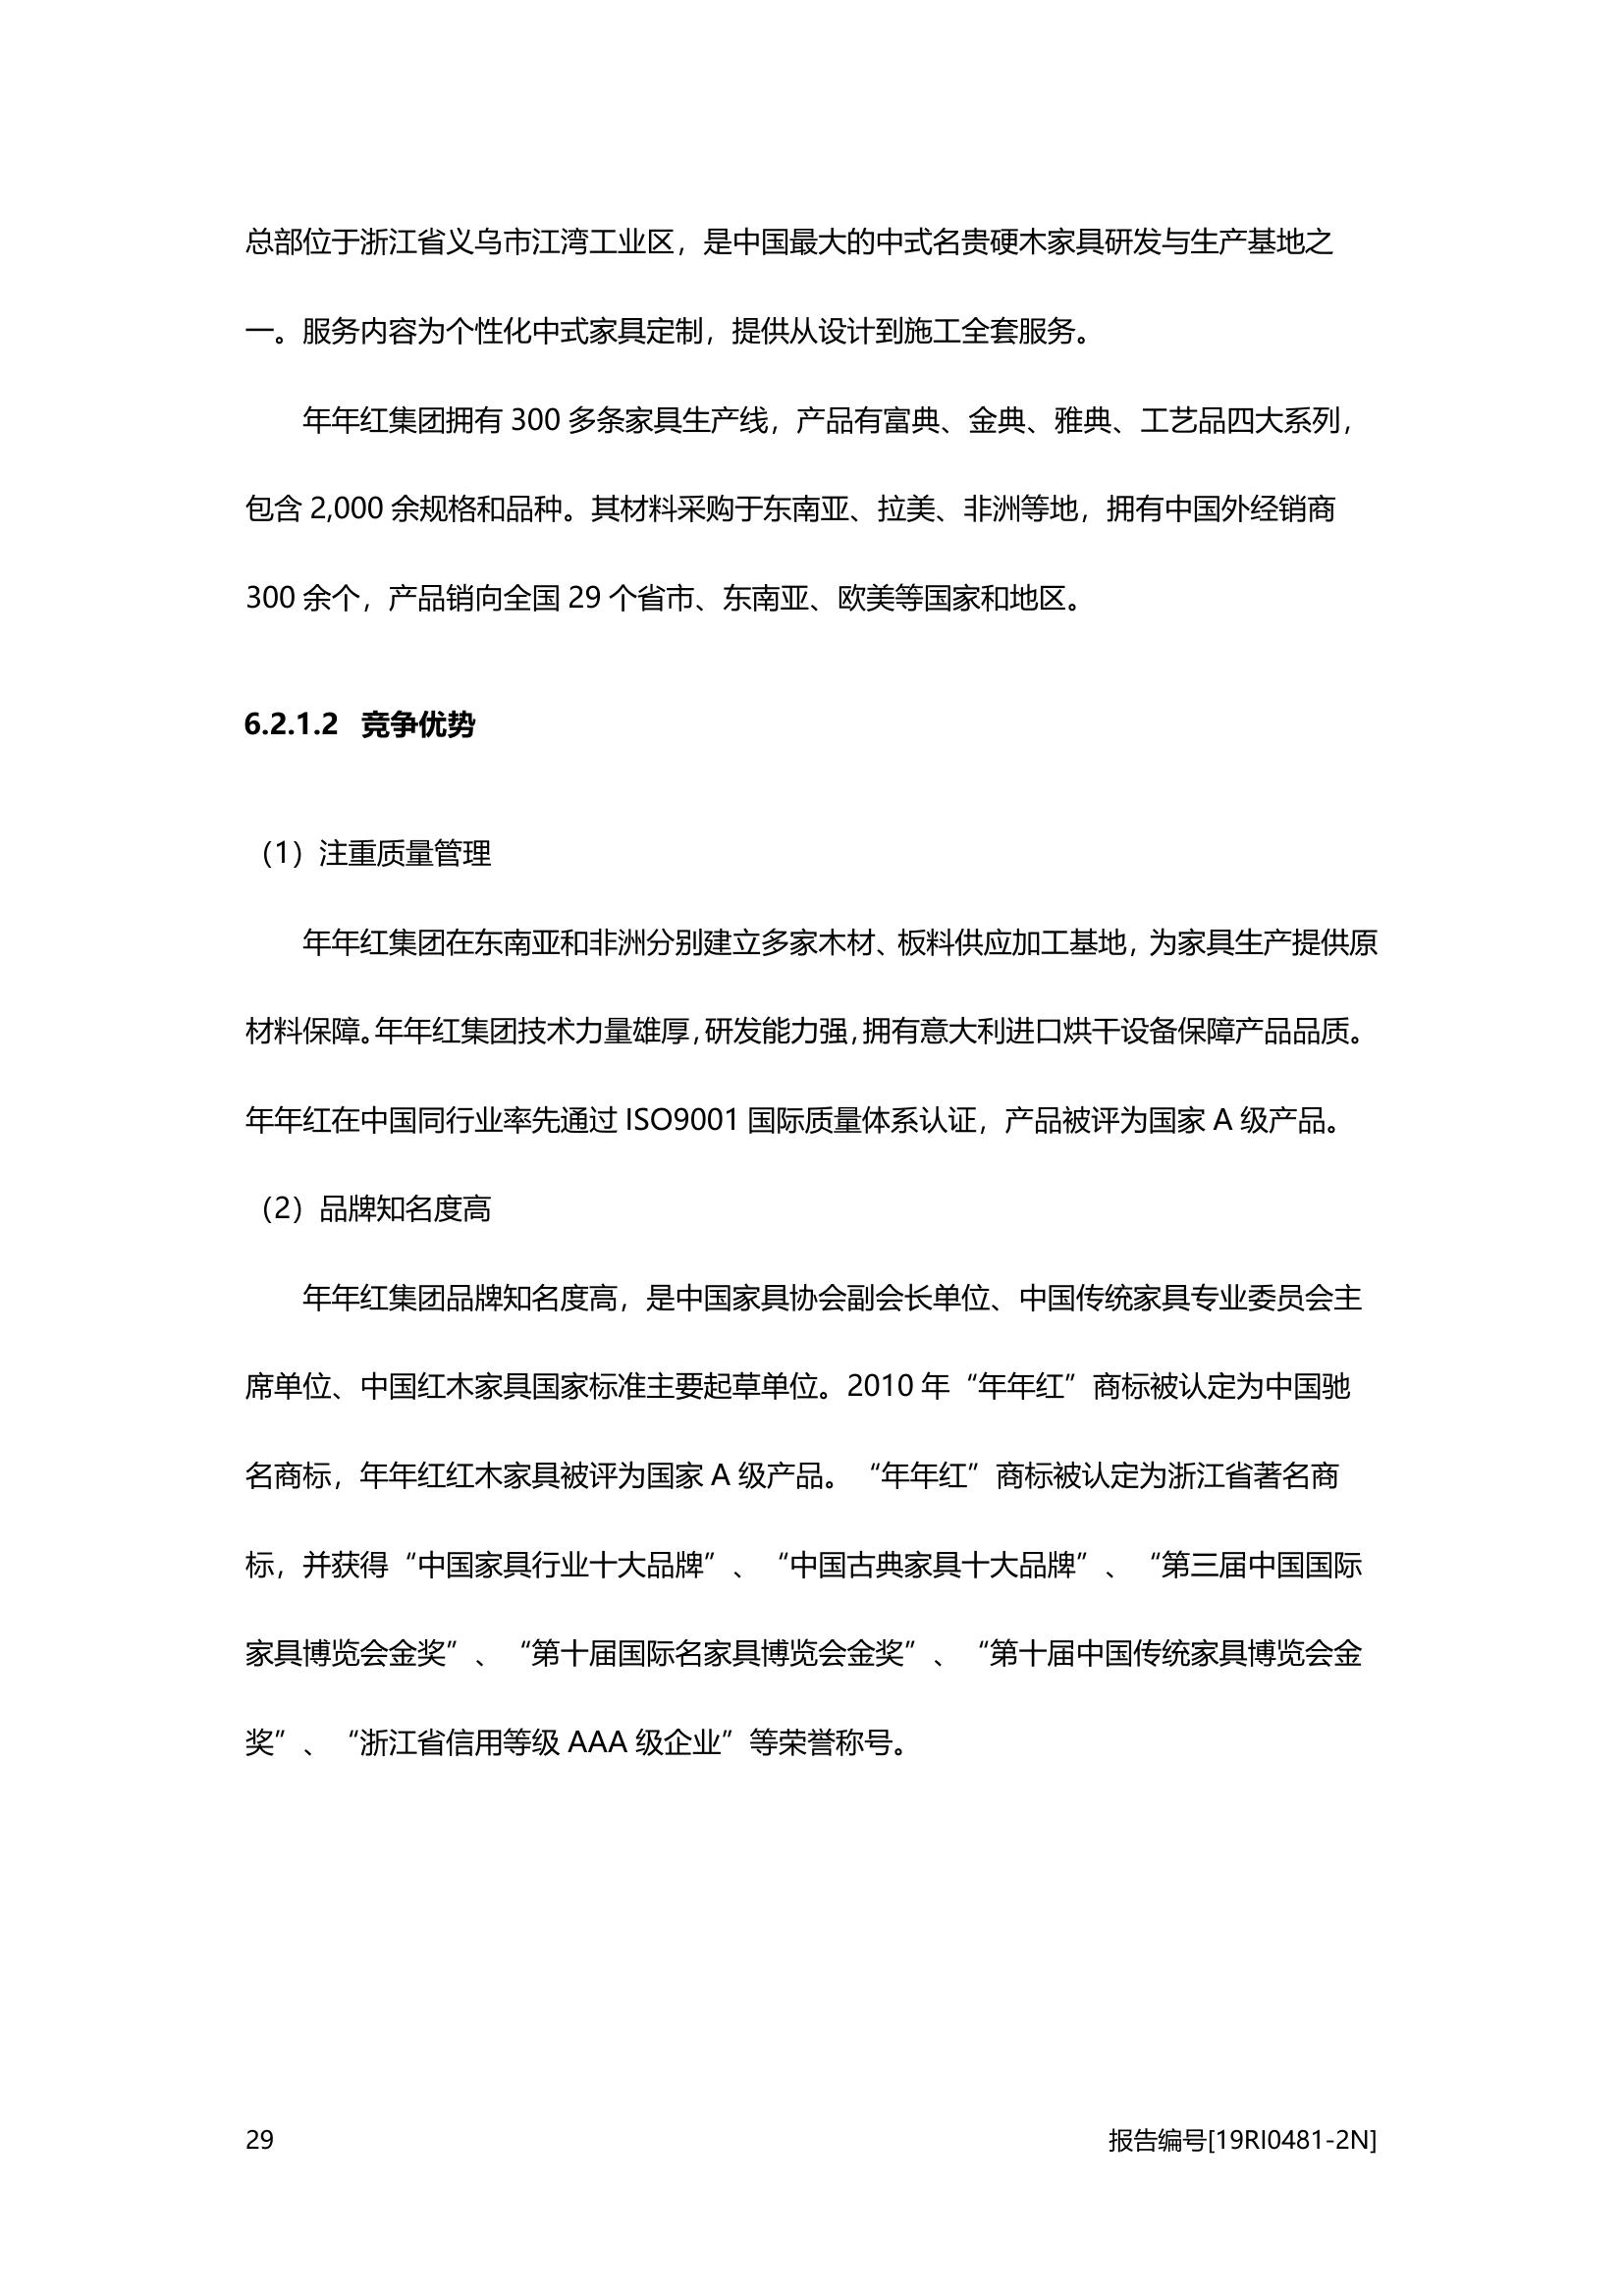 总部位于浙江省义乌市江湾工业区，是中国最大的中式名贵硬木家具研发与生产基地之
一。服务内容为个性化中式家具定制，提供从设计到施工全套服务。
年年红集团拥有 300 多条家具生产线，产品有富典、金典、雅典、工艺品四大系列，
包含 2,000 余规格和品种。其材料采购于东南亚、拉美、非洲等地，拥有中国外经销商
300 余个，产品销向全国 29 个省市、东南亚、欧美等国家和地区。
6.2.1.2 竞争优势
（1）注重质量管理
年年红集团在东南亚和非洲分别建立多家木材、板料供应加工基地，为家具生产提供原
材料保障。年年红集团技术力量雄厚，研发能力强，拥有意大利进口烘干设备保障产品品质。
年年红在中国同行业率先通过 ISO9001 国际质量体系认证，产品被评为国家 A 级产品。
（2）品牌知名度高
年年红集团品牌知名度高，是中国家具协会副会长单位、中国传统家具专业委员会主
席单位、中国红木家具国家标准主要起草单位。2010 年“年年红”商标被认定为中国驰
名商标，年年红红木家具被评为国家 A 级产品。“年年红”商标被认定为浙江省著名商
标，并获得“中国家具行业十大品牌”、“中国古典家具十大品牌”、“第三届中国国际
家具博览会金奖”、“第十届国际名家具博览会金奖”、“第十届中国传统家具博览会金
奖”、“浙江省信用等级 AAA 级企业”等荣誉称号。
29 报告编号[19RI0481-2N]